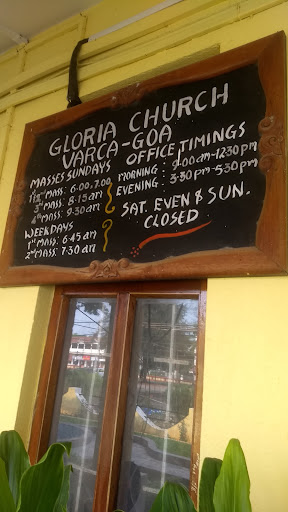 GLORIA CHURCH
VARCA-GOA
MASSES SUNDAYS
MASS: 6.00, 7.00
3rd MASS: 8.15 am
4th MASS: 9.30 am
WEEKDAYS
1st MASS: 6.45 am
2nd MASS: 7.30 am
OFFICE TIMINGS
MORNING: 9.00 am-12.30 pm
EVENING: 3.30 pm-5.30 pm
SAT. EVEN & SUN.
CLOSED